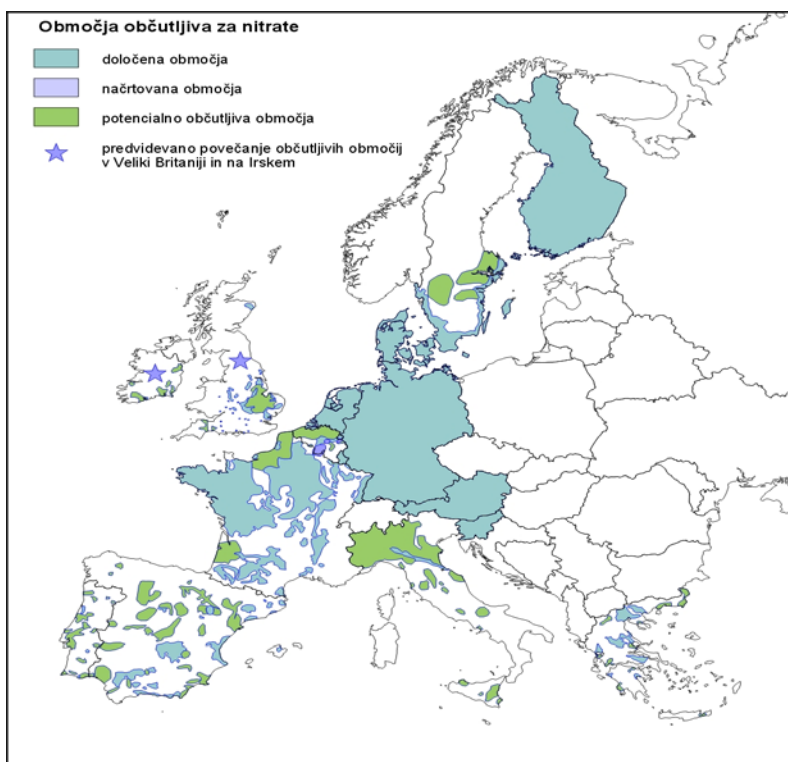 Območja občutljiva za nitrate
določena območja
načrtovana območja
potencialno občutljiva območja
predvidevano povečanje občutljivih območij
v Veliki Britaniji in na Irskem